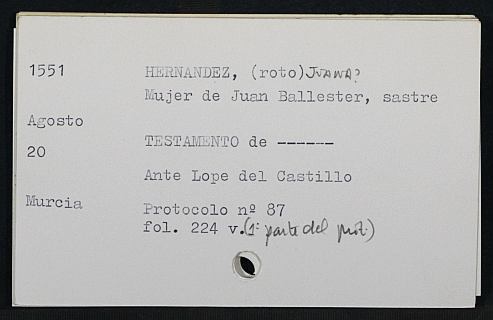 1551 HERNANDEZ, (roto) JUANA?
Mujer de Juan Ballester, sastre
Agosto
20 TESTAMENTO de ------
Ante Lope del Castillo
Murcia Protocolo nº 87
fol. 224 v. (1ª parte del prot.)